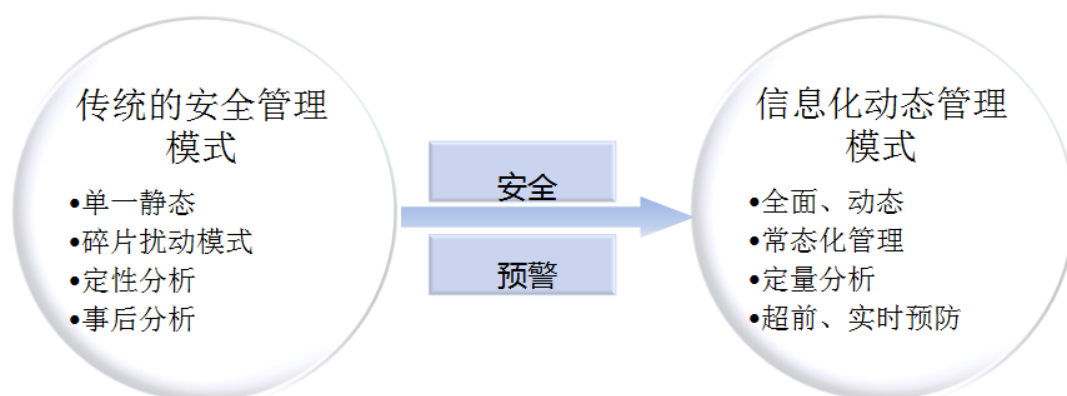 传统的安全管理
模式
•单一静态
•碎片扰动模式
•定性分析
•事后分析
安全
预警
信息化动态管理
模式
•全面、动态
•常态化管理
•定量分析
•超前、实时预防